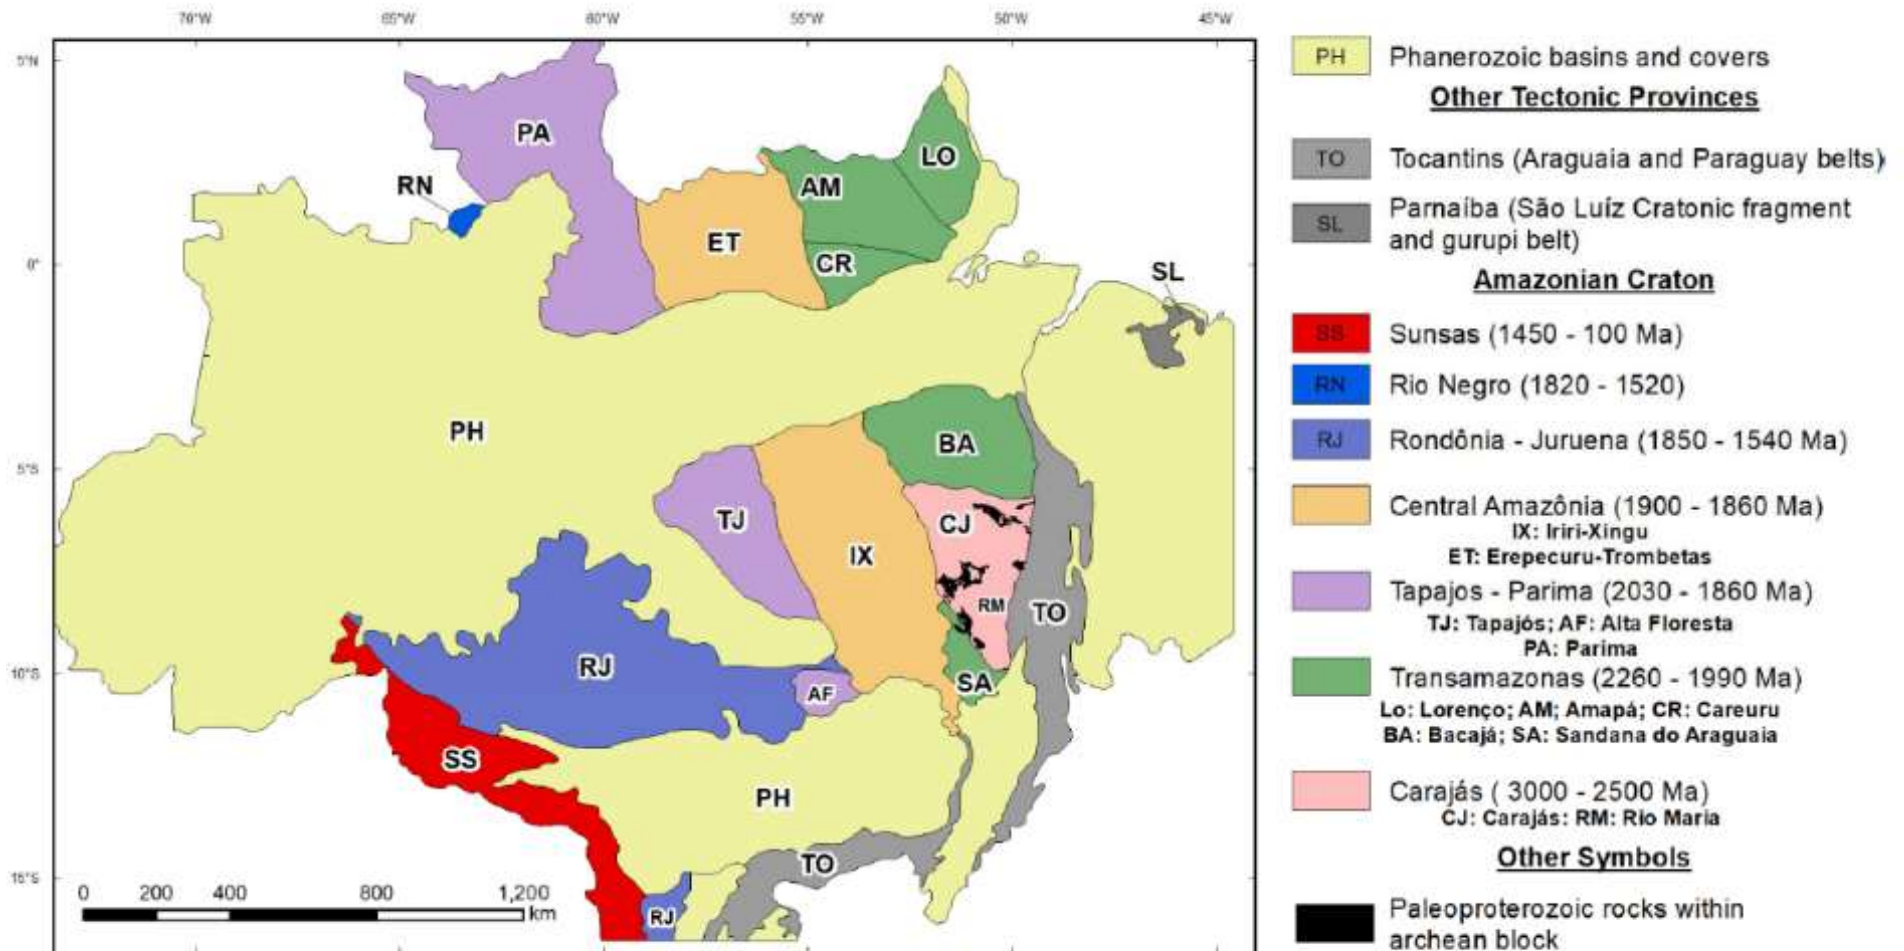 70°W 65°W 60°W 55°W 50°W 45°W
5°N
0°
5°S
10°S
15°S
PA
RN
LO
AM
ET
CR
SL
PH
BA
TJ
CJ
IX
RM
TO
RJ
AF
SA
SS
PH
TO
RJ
0 200 400 800 1,200
km
PH Phanerozoic basins and covers
Other Tectonic Provinces
TO Tocantins (Araguaia and Paraguay belts)
SL Parnaíba (São Luíz Cratonic fragment
and gurupi belt)
Amazonian Craton
SS Sunsas (1450 - 100 Ma)
RN Rio Negro (1820 - 1520)
RJ Rondônia - Juruena (1850 - 1540 Ma)
Central Amazônia (1900 - 1860 Ma)
IX: Iriri-Xingu
ET: Erepecuru-Trombetas
Tapajos - Parima (2030 - 1860 Ma)
TJ: Tapajós; AF: Alta Floresta
PA: Parima
Transamazonas (2260 - 1990 Ma)
Lo: Lorenço; AM; Amapá; CR: Careuru
BA: Bacajá; SA: Sandana do Araguaia
Carajás ( 3000 - 2500 Ma)
CJ: Carajás: RM: Rio Maria
Other Symbols
Paleoproterozoic rocks within
archean block